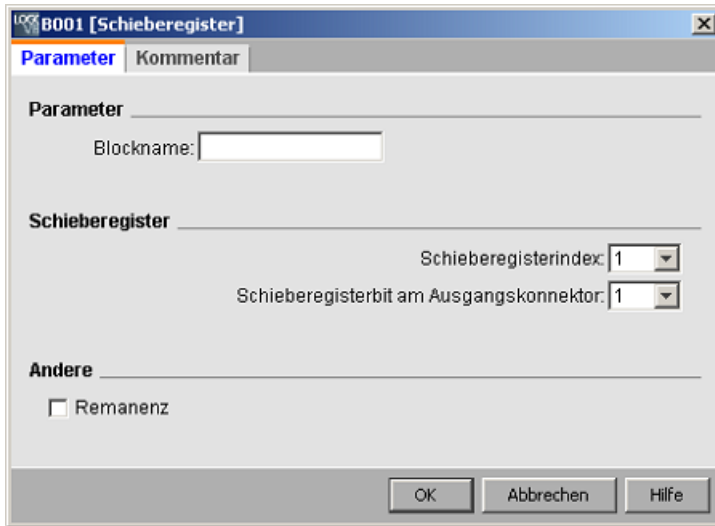 B001 [Schieberegister]
Parameter Kommentar
Parameter
Blockname:
Schieberegister
Schieberegisterindex: 1
Schieberegisterbit am Ausgangskonnektor: 1
Andere
Remanenz
OK Abbrechen Hilfe